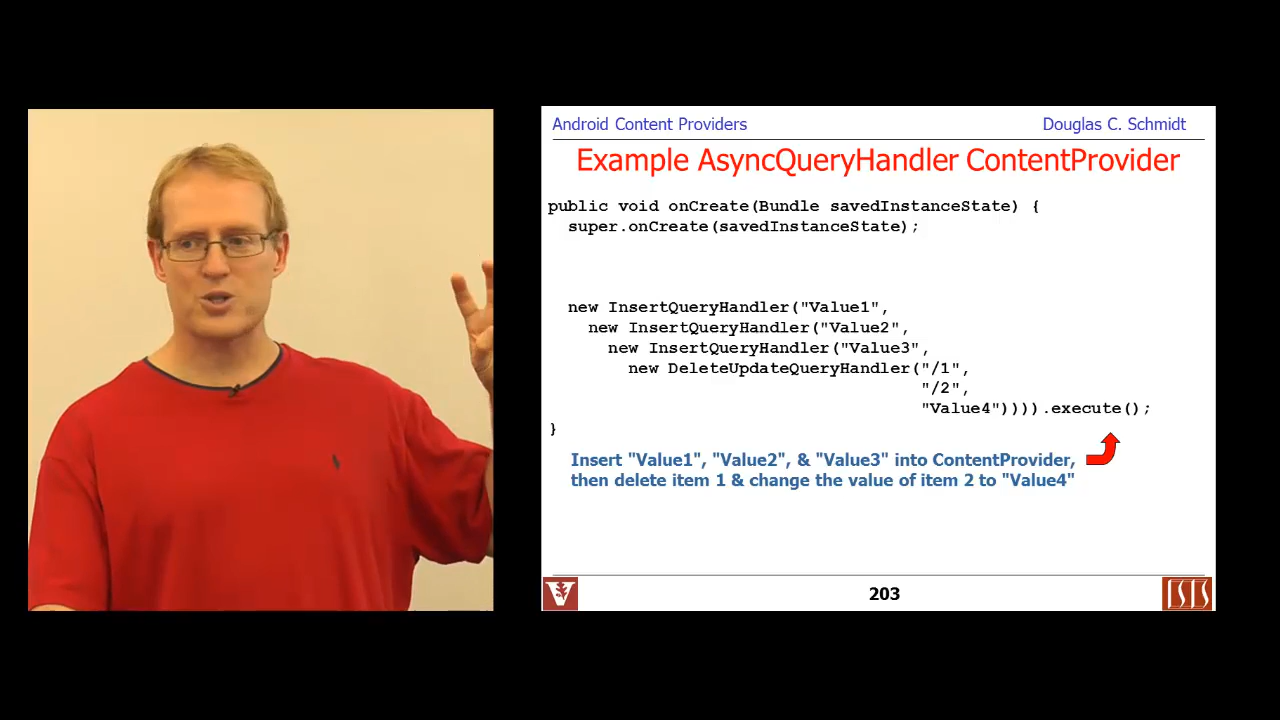 Android Content Providers
Douglas C. Schmidt
Example AsyncQueryHandler ContentProvider
public void onCreate(Bundle savedInstanceState) {
super.onCreate(savedInstanceState);
new InsertQueryHandler("Value1",
new InsertQueryHandler("Value2",
new InsertQueryHandler("Value3",
new DeleteUpdateQueryHandler("/1",
"/2",
"Value4")))).execute();
}
Insert "Value1", "Value2", & "Value3" into ContentProvider,
then delete item 1 & change the value of item 2 to "Value4"
V
203
ISIS